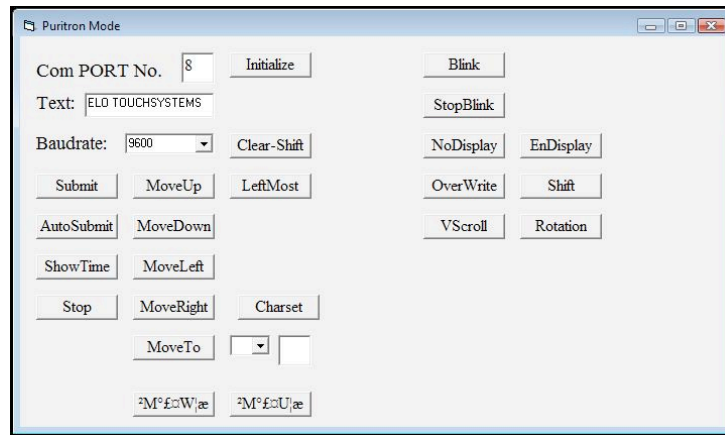 Puritron Mode
Com PORT No. 8 Initialize Blink
Text: ELO TOUCHSYSTEMS StopBlink
Baudrate: 9600 Clear-Shift NoDisplay EnDisplay
Submit MoveUp LeftMost OverWrite Shift
AutoSubmit MoveDown VScroll Rotation
ShowTime MoveLeft
Stop MoveRight Charset
MoveTo
²M°£¤W¦æ ²M°£¤U¦æ